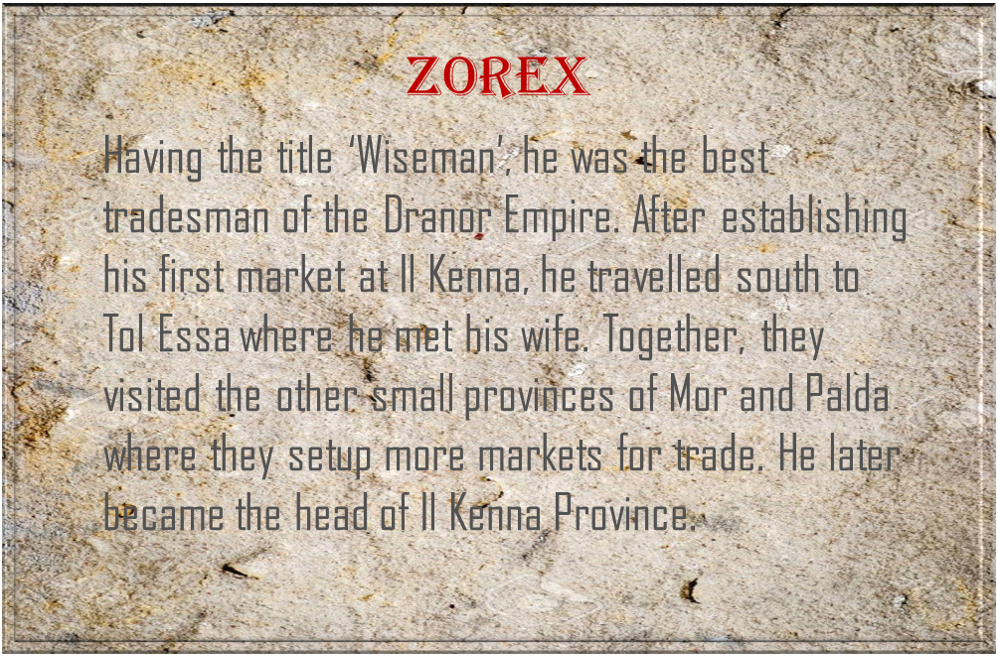 ZOREX
Having the title ‘Wiseman’, he was the best
tradesman of the Dranor Empire. After establishing
his first market at Il Kenna, he travelled south to
Tol Essa where he met his wife. Together, they
visited the other small provinces of Mor and Palda
where they setup more markets for trade. He later
became the head of Il Kenna Province.